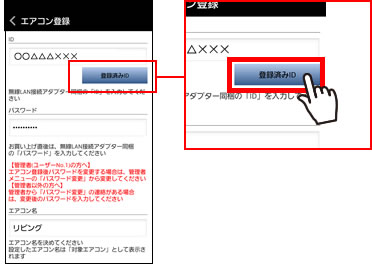 エアコン登録
ID
○○△△△×××
登録済みID
無線LAN接続アダプター同梱の「ID」を入力してくだ
さい
パスワード
••••••••••
お買い上げ直後は、無線LAN接続アダプター同梱
の「パスワード」を入力してください
【管理者(ユーザーNo.1)の方へ】
エアコン登録後パスワードを変更する場合は、管理者
メニューの「パスワード変更」から変更してください
【管理者以外の方へ】
管理者から「パスワード変更」の連絡がある場合
は、変更後のパスワードを入力してください
エアコン名
リビング
エアコン名を決めてください
設定したエアコン名は「対象エアコン」として表示さ
れます
ン登録
△×××
登録済みID
アダプター同梱の「ID」を入力し